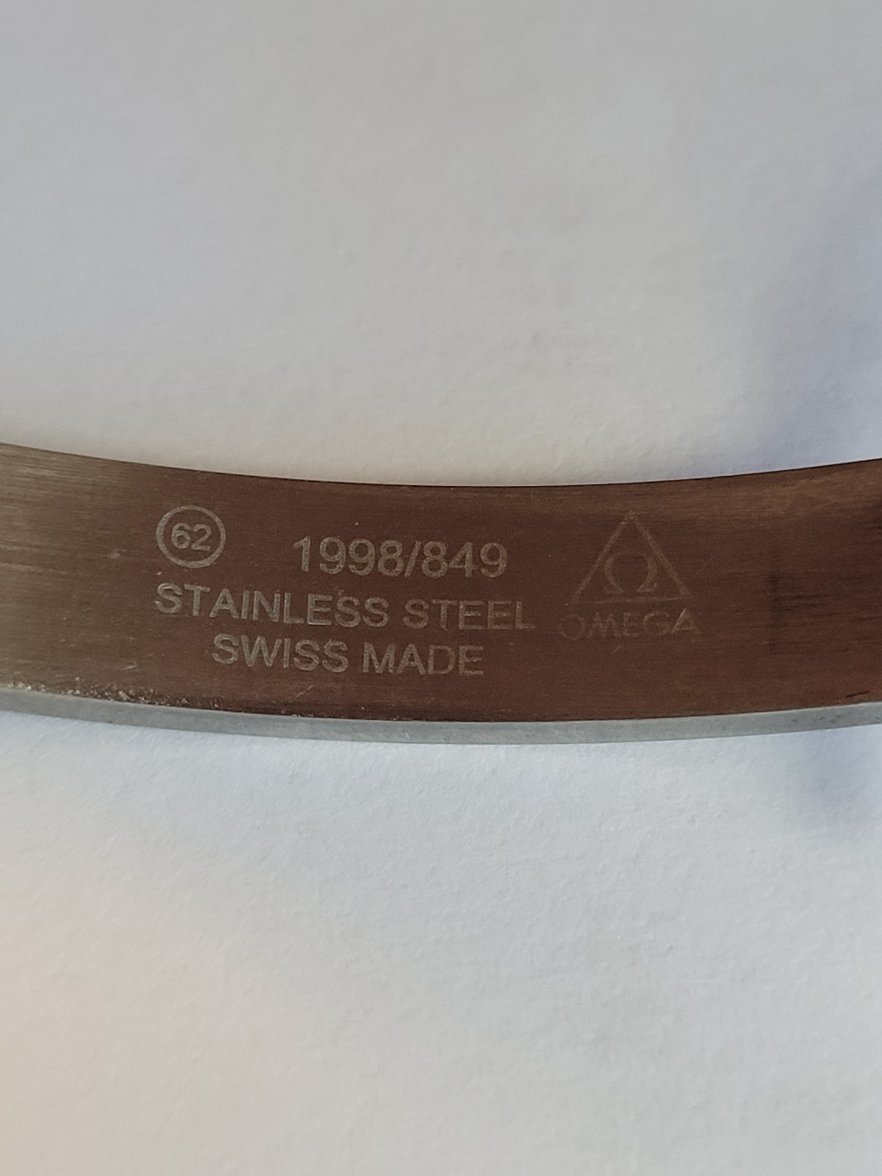 62
1998/849
STAINLESS STEEL
SWISS MADE
Ω
OMEGA